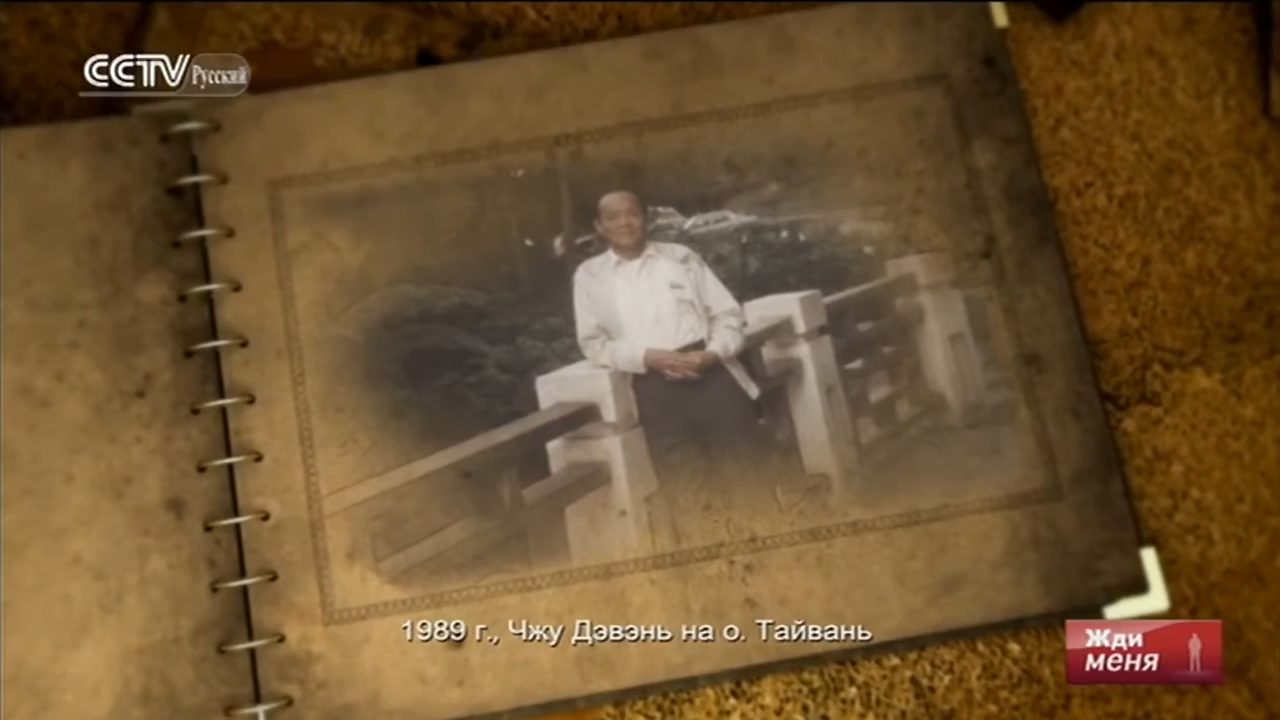 CCTV Русский
1989 г., Чжу Дэвэнь на о. Тайвань
Жди
меня